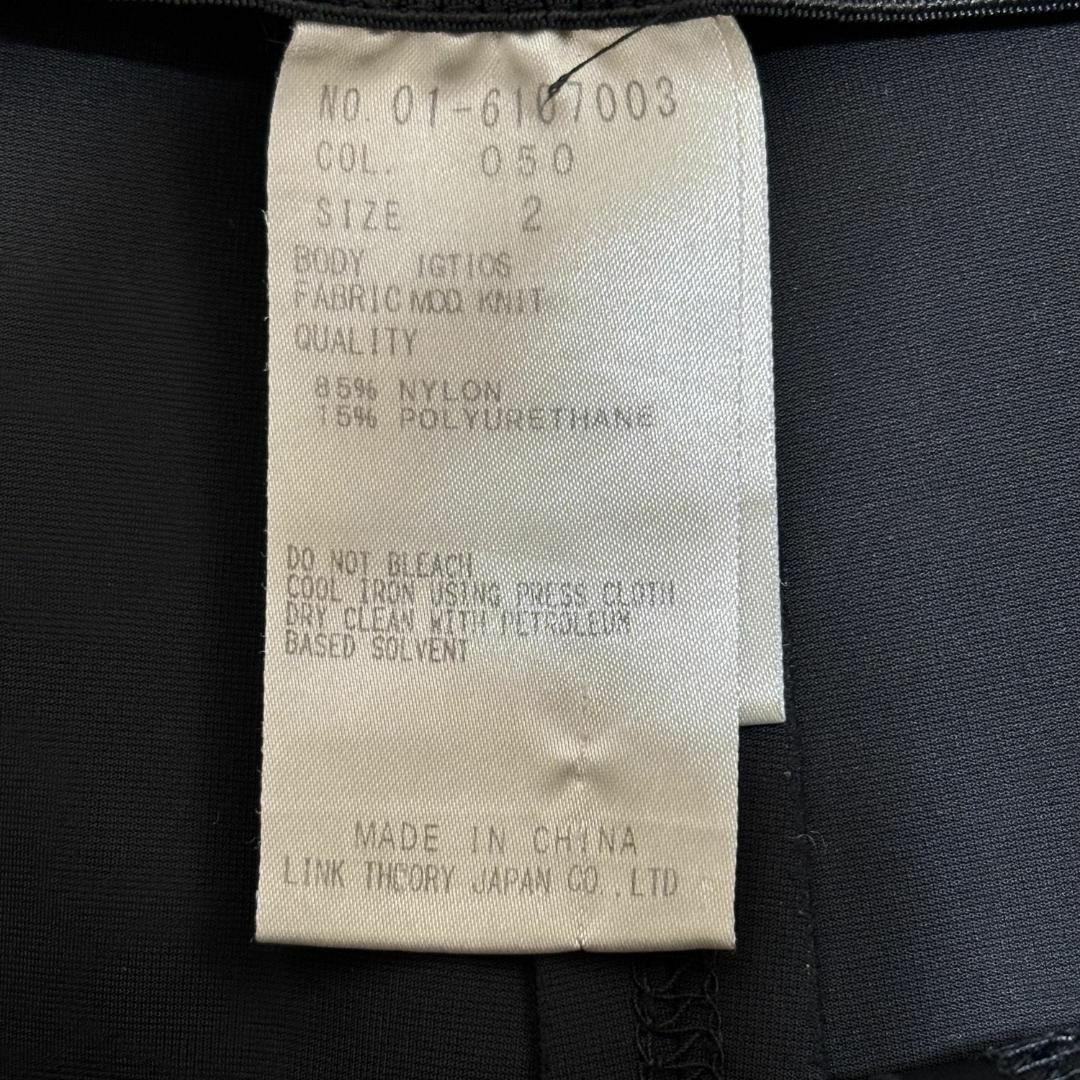 NO. 01-6107003
COL. 050
SIZE 2
BODY IGTIOS
FABRIC MOD. KNIT
QUALITY
85% NYLON
15% POLYURETHANE
DO NOT BLEACH
COOL IRON USING PRESS CLOTH
DRY CLEAN WITH PETROLEUM
BASED SOLVENT
MADE IN CHINA
LINK THEORY JAPAN CO.,LTD